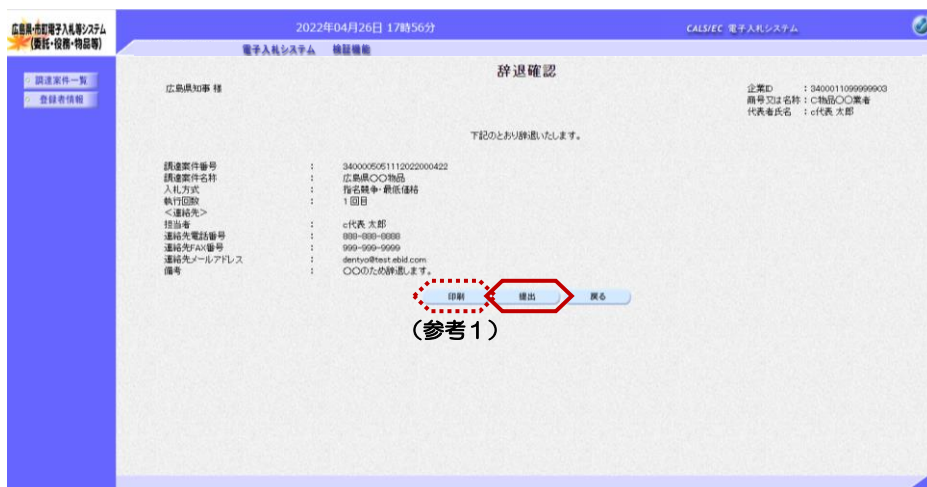 広島県・市町電子入札等システム
(委託・役務・物品等)
2022年04月26日 17時56分
CALS/EC 電子入札システム
電子入札システム 検証機能
調達案件一覧
登録者情報
辞退確認
広島県知事 様
企業ID : 3400011099999903
商号又は名称 : C物品〇〇業者
代表者氏名 : c代表 太郎
下記のとおり辞退いたします。
調達案件番号 : 3400005051112022000422
調達案件名称 : 広島県〇〇物品
入札方式 : 指名競争・最低価格
執行回数 : 1回目
<連絡先>
担当者 : c代表 太郎
連絡先電話番号 : 888-888-8888
連絡先FAX番号 : 999-999-9999
連絡先メールアドレス : dentyo@test.ebid.com
備考 : 〇〇のため辞退します。
印刷 提出 戻る
(参考1)